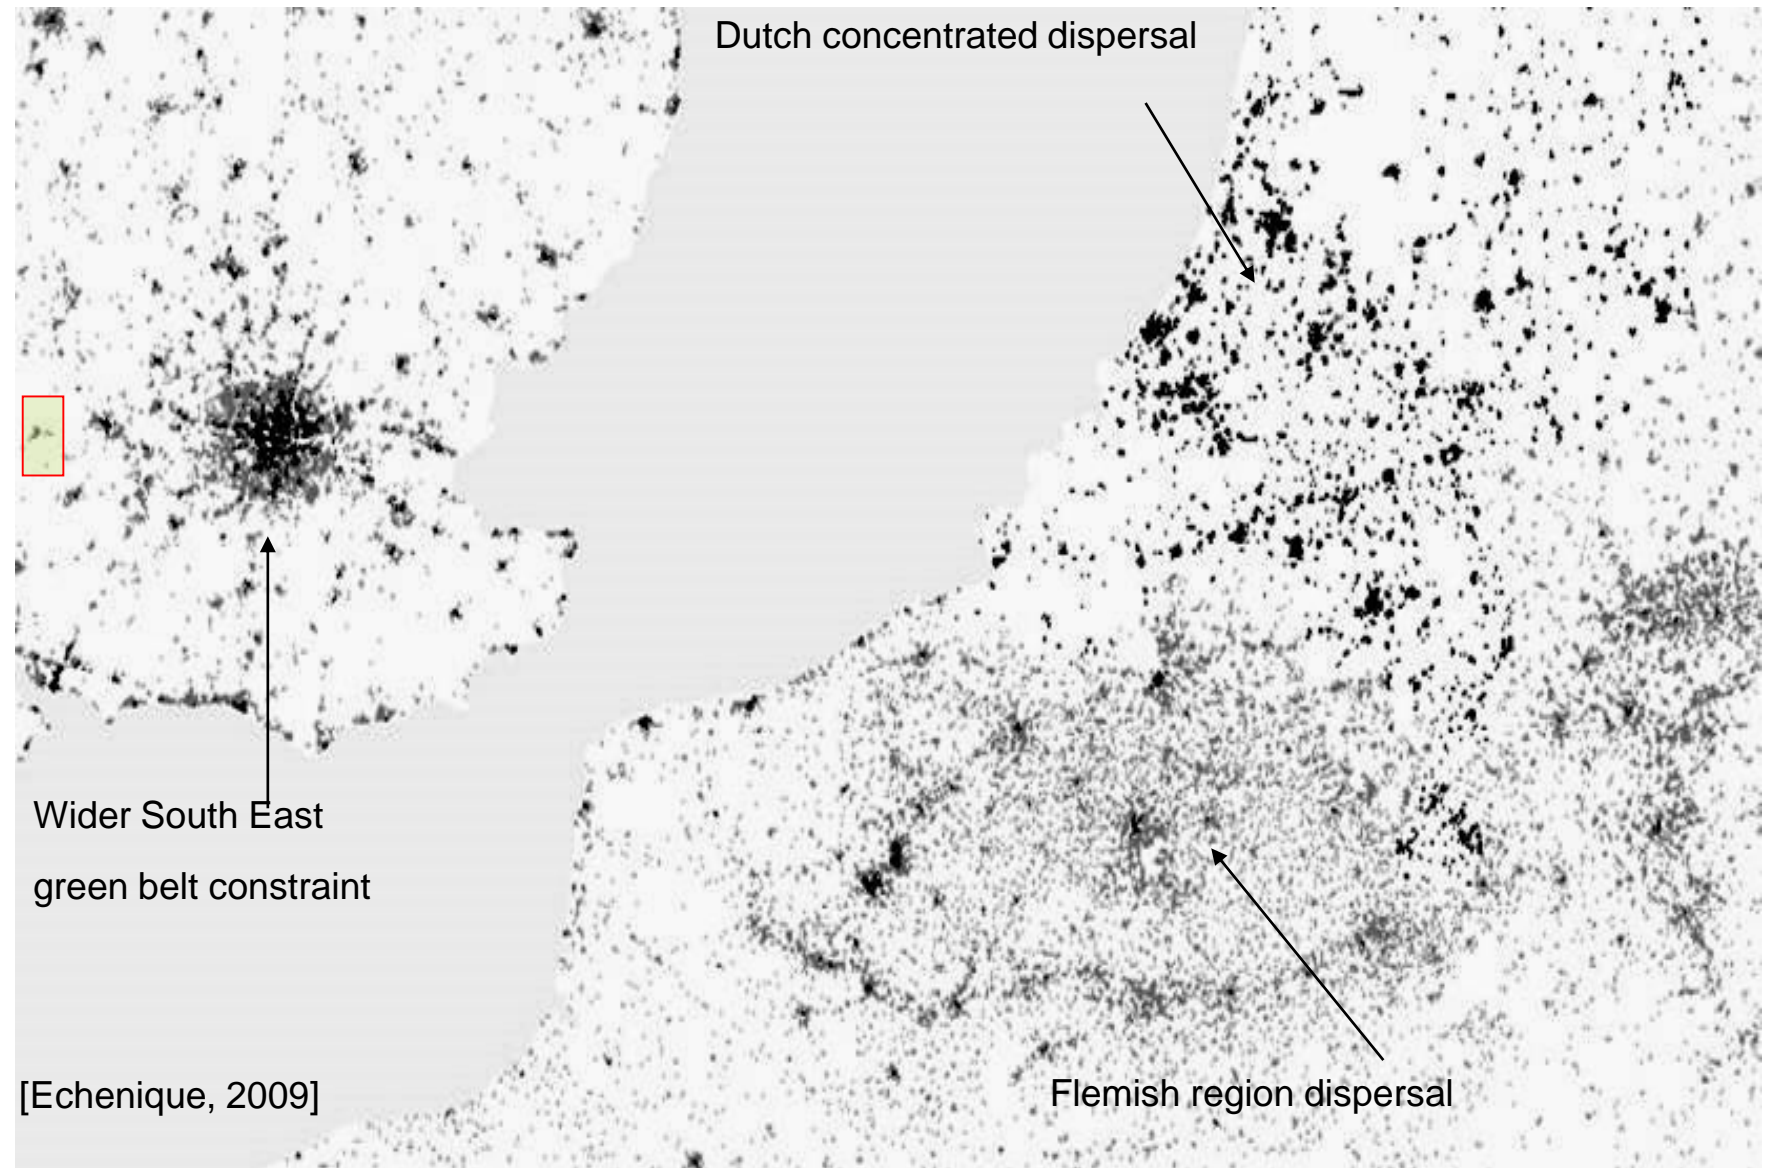 Dutch concentrated dispersal
Wider South East
green belt constraint
[Echenique, 2009]
Flemish region dispersal